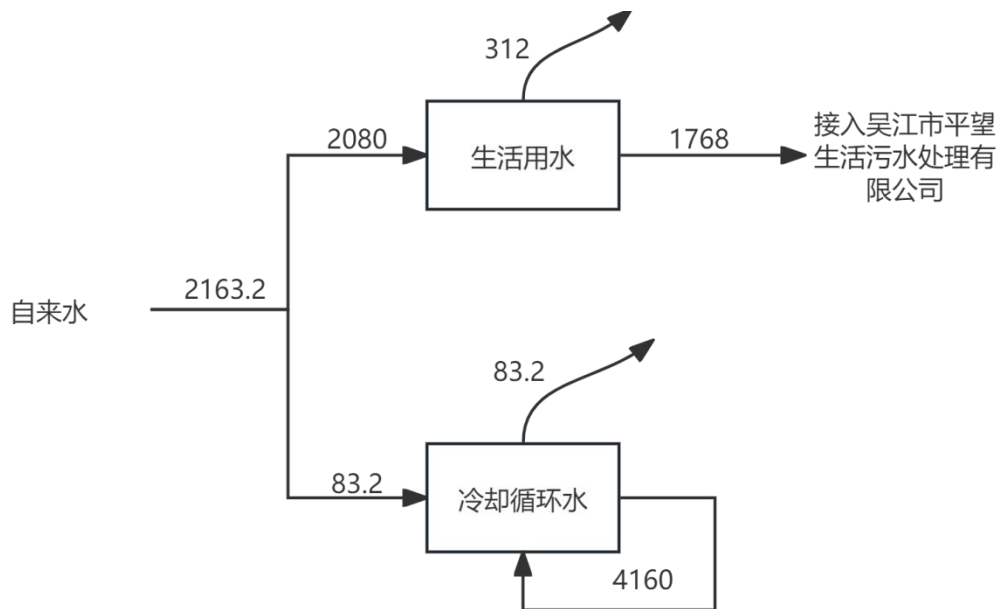 312
2080
生活用水
1768
接入吴江市平望
生活污水处理有
限公司
自来水
2163.2
83.2
83.2
冷却循环水
4160